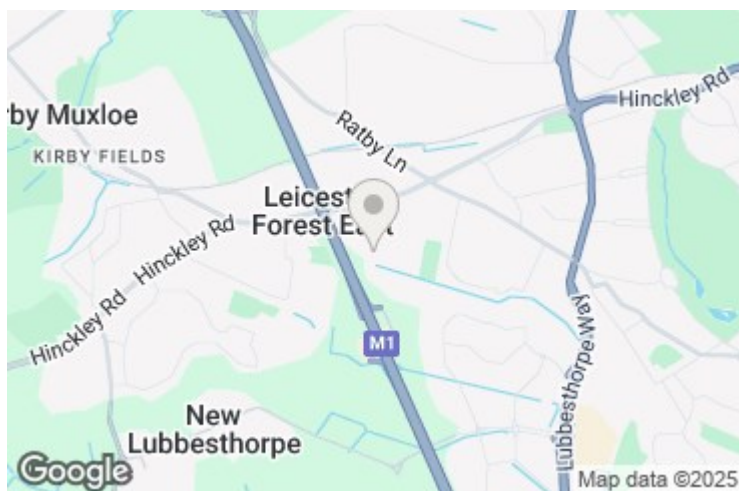 Hinckley Rd
rby Muxloe
Ratby Ln
KIRBY FIELDS
Leicest
Forest E t
Hinckley Rd
Hinckley Rd
M1
Lubbesthorpe Way
New
Lubbesthorpe
Google
Map data ©2025